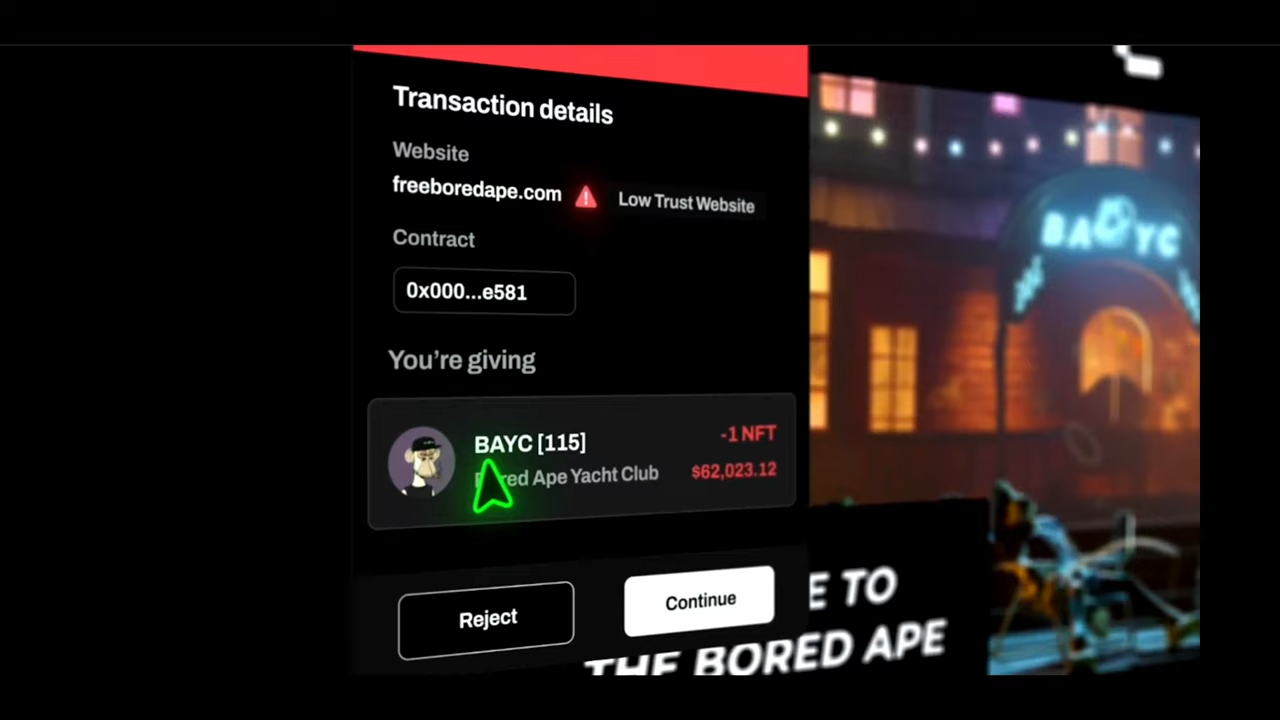 Transaction details
Website
freeboredape.com
Low Trust Website
Contract
0x000...e581
You're giving
BAYC [115]
-1 NFT
Ape Yacht Club
$62,023.12
Reject
Continue
BAYC
TO
THE BORED APE